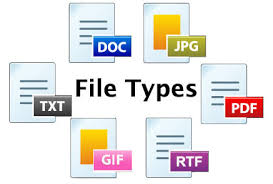 DOC
JPG
TXT
File Types
PDF
GIF
RTF